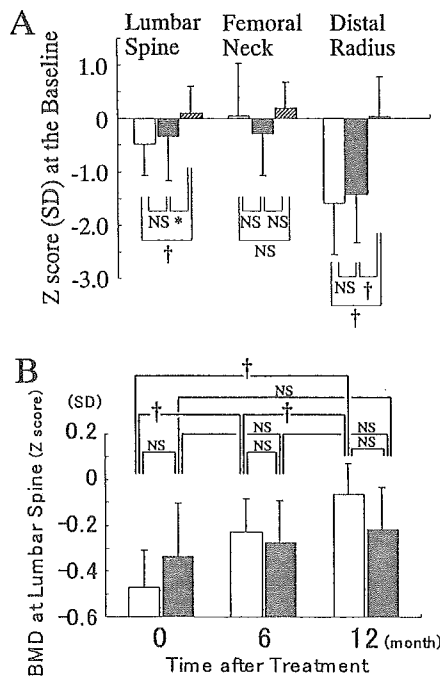 A
Lumbar Spine
Femoral Neck
Distal Radius
Z score (SD) at the Baseline
1.0
0
-1.0
-2.0
-3.0
NS *
†
NS NS
NS
NS †
†
B
(SD)
BMD at Lumbar Spine (Z score)
†
NS
† †
NS NS
NS NS NS
0.2
0
-0.2
-0.4
-0.6
0 6 12 (month)
Time after Treatment